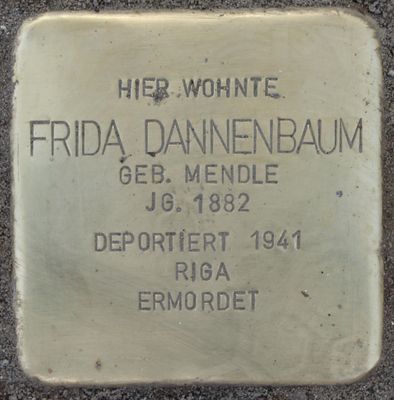 HIER WOHNTE
FRIDA DANNENBAUM
GEB. MENDLE
JG. 1882
DEPORTIERT 1941
RIGA
ERMORDET